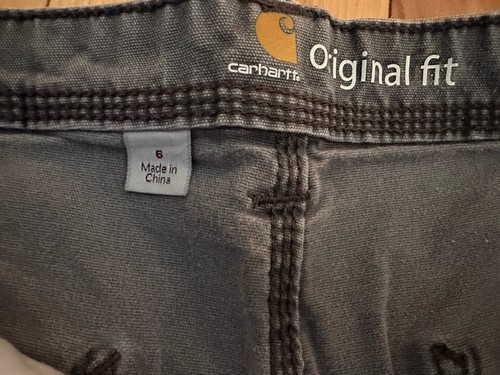 carhartt.
Original fit
6
Made in
China